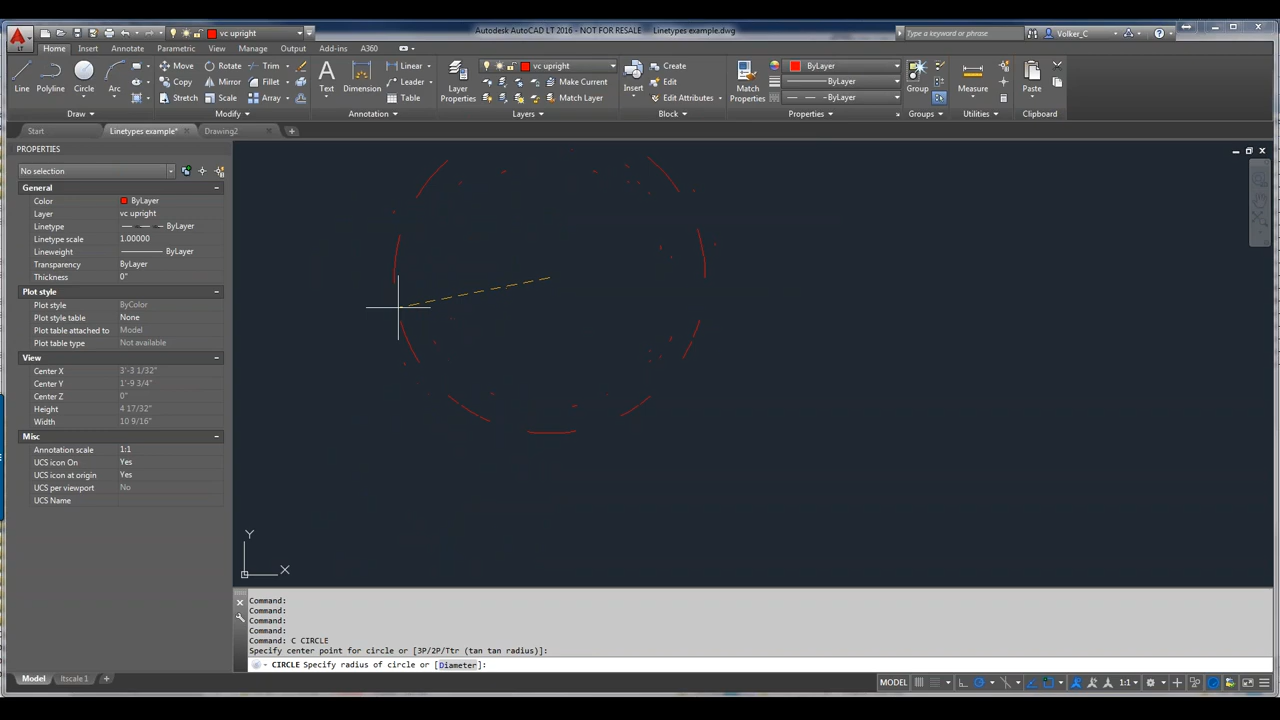 vc upright
Autodesk AutoCAD LT 2016 - NOT FOR RESALE Linetypes example.dwg
Type a keyword or phrase
Volker_C
LT
Home Insert Annotate Parametric View Manage Output Add-ins A360
Line Polyline Circle Arc
Move Rotate Trim
Copy Mirror Fillet
Stretch Scale Array
Text Dimension
Linear
Leader
Table
Layer Properties
vc upright
Make Current
Match Layer
Insert
Create
Edit
Edit Attributes
Match Properties
ByLayer
ByLayer
ByLayer
Group
Measure
Paste
Draw Modify Annotation Layers Block Properties Groups Utilities Clipboard
Start Linetypes example* Drawing2
PROPERTIES
No selection
General
Color ByLayer
Layer vc upright
Linetype ByLayer
Linetype scale 1.00000
Lineweight ByLayer
Transparency ByLayer
Thickness 0"
Plot style
Plot style ByColor
Plot style table None
Plot table attached to Model
Plot table type Not available
View
Center X 3'-3 1/32"
Center Y 1'-9 3/4"
Center Z 0"
Height 4 17/32"
Width 10 9/16"
Misc
Annotation scale 1:1
UCS icon On Yes
UCS icon at origin Yes
UCS per viewport No
UCS Name
Y
X
Command:
Command:
Command:
Command:
Command: C CIRCLE
Specify center point for circle or [3P/2P/Ttr (tan tan radius)]:
- CIRCLE Specify radius of circle or [Diameter]:
Model ltscale 1
MODEL 1:1